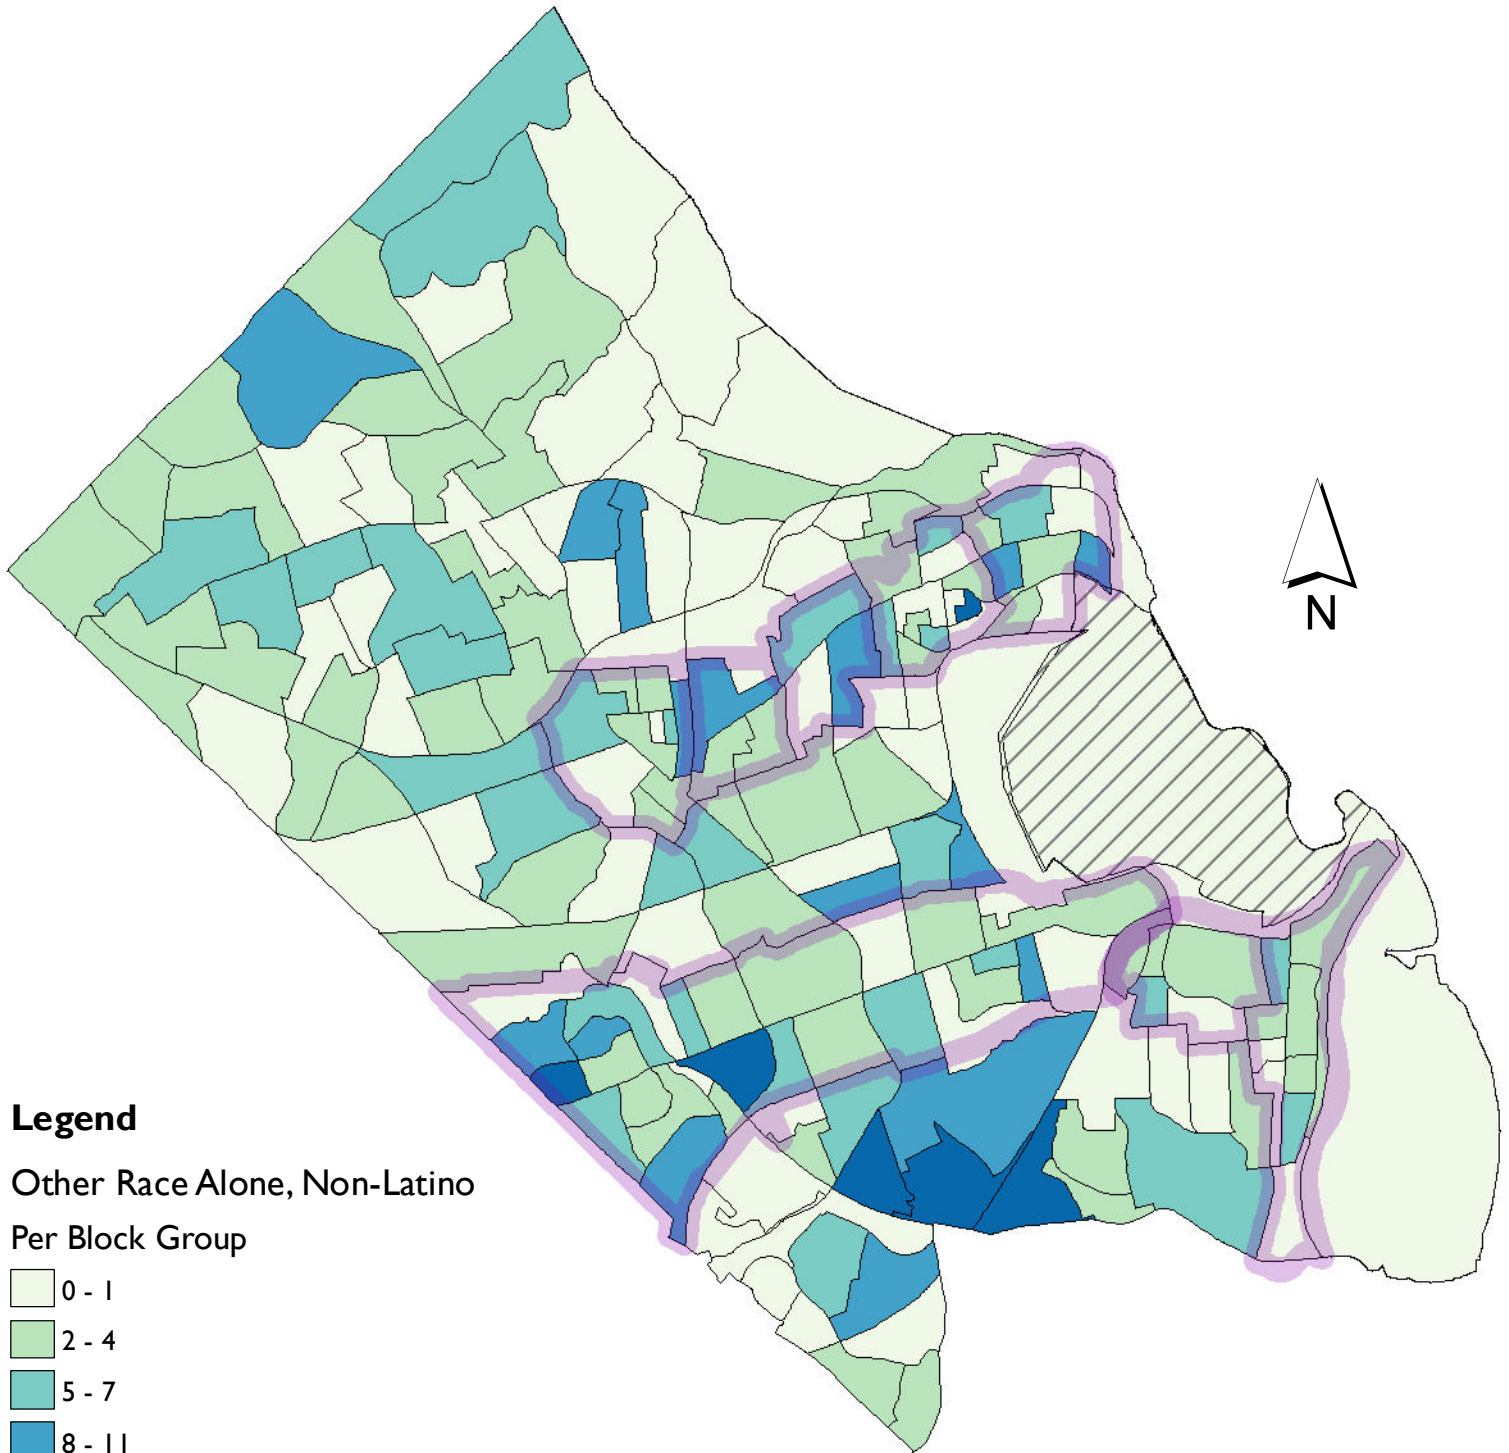 N
Legend
Other Race Alone, Non-Latino
Per Block Group
0 - 1
2 - 4
5 - 7
8 - 11